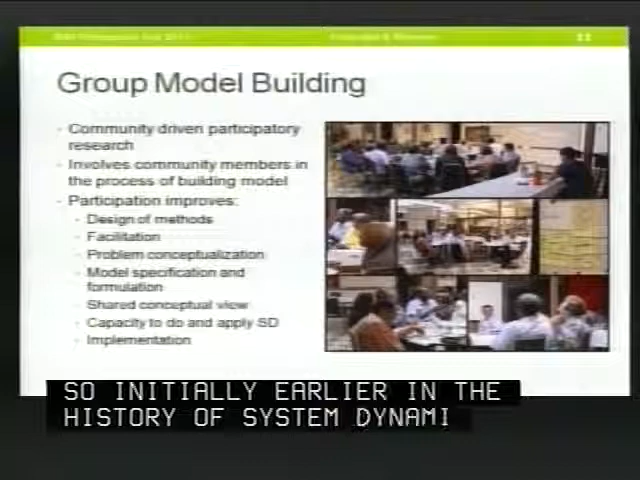 Group Model Building
Community driven participatory
research
Involves community members in
the process of building model
Participation improves:
Design of methods
Facilitation
Problem conceptualization
Model specification and
formulation
Shared conceptual view
Capacity to do and apply SD
Implementation
SO INITIALLY EARLIER IN THE
HISTORY OF SYSTEM DYNAMI